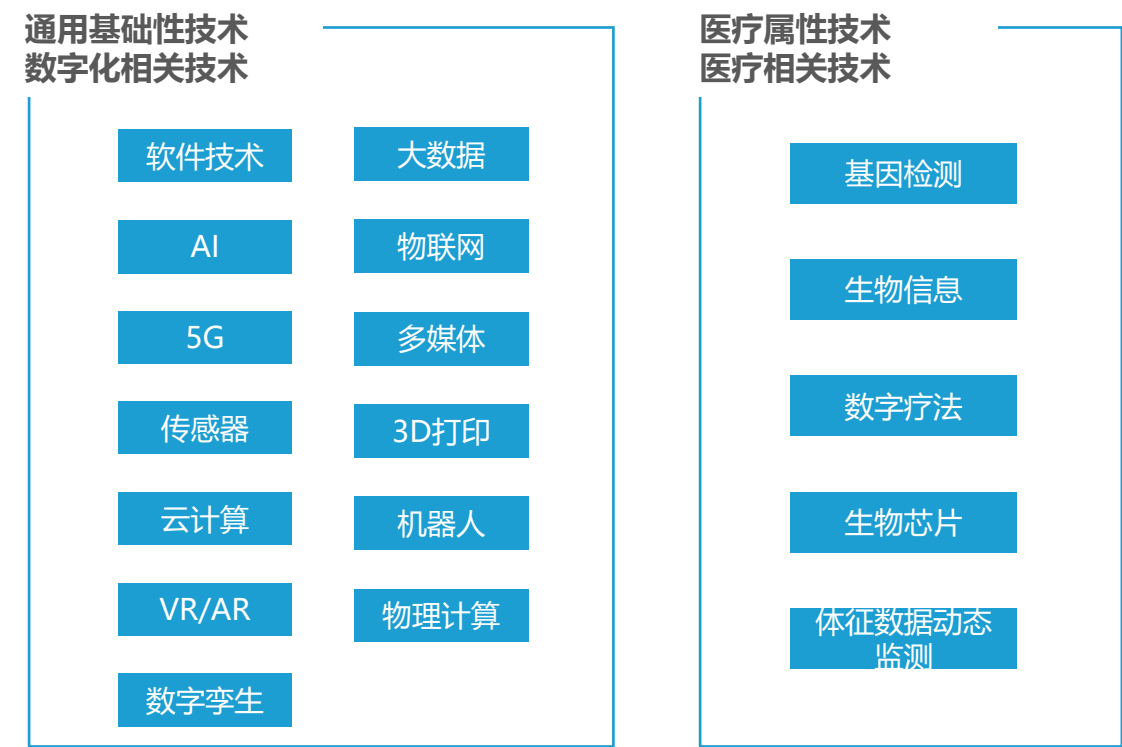 通用基础性技术
数字化相关技术
软件技术
大数据
AI
物联网
5G
多媒体
传感器
3D打印
云计算
机器人
VR/AR
物理计算
数字孪生
医疗属性技术
医疗相关技术
基因检测
生物信息
数字疗法
生物芯片
体征数据动态
监测